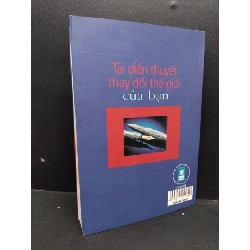 Tài diễn thuyết
thay đổi thế giới
của bạn